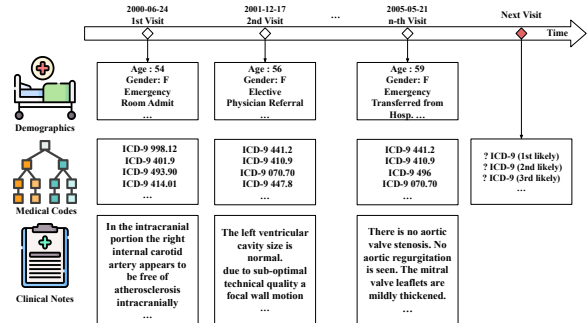 2000-06-24
1st Visit
2001-12-17
2nd Visit
...
2005-05-21
n-th Visit
Next Visit
Time
Demographics
Age : 54
Gender: F
Emergency
Room Admit
...
Age : 56
Gender: F
Elective
Physician Referral
...
Age : 59
Gender: F
Emergency
Transferred from
Hosp. ...
Medical Codes
ICD-9 998.12
ICD-9 401.9
ICD-9 493.90
ICD-9 414.01
...
ICD-9 441.2
ICD-9 410.9
ICD-9 070.70
ICD-9 447.8
...
ICD-9 441.2
ICD-9 410.9
ICD-9 496
ICD-9 070.70
...
? ICD-9 (1st likely)
? ICD-9 (2nd likely)
? ICD-9 (3rd likely)
...
Clinical Notes
In the intracranial
portion the right
internal carotid
artery appears to
be free of
atherosclerosis
intracranially
...
The left ventricular
cavity size is
normal.
due to sub-optimal
technical quality a
focal wall motion
...
There is no aortic
valve stenosis. No
aortic regurgitation
is seen. The mitral
valve leaflets are
mildly thickened.
...